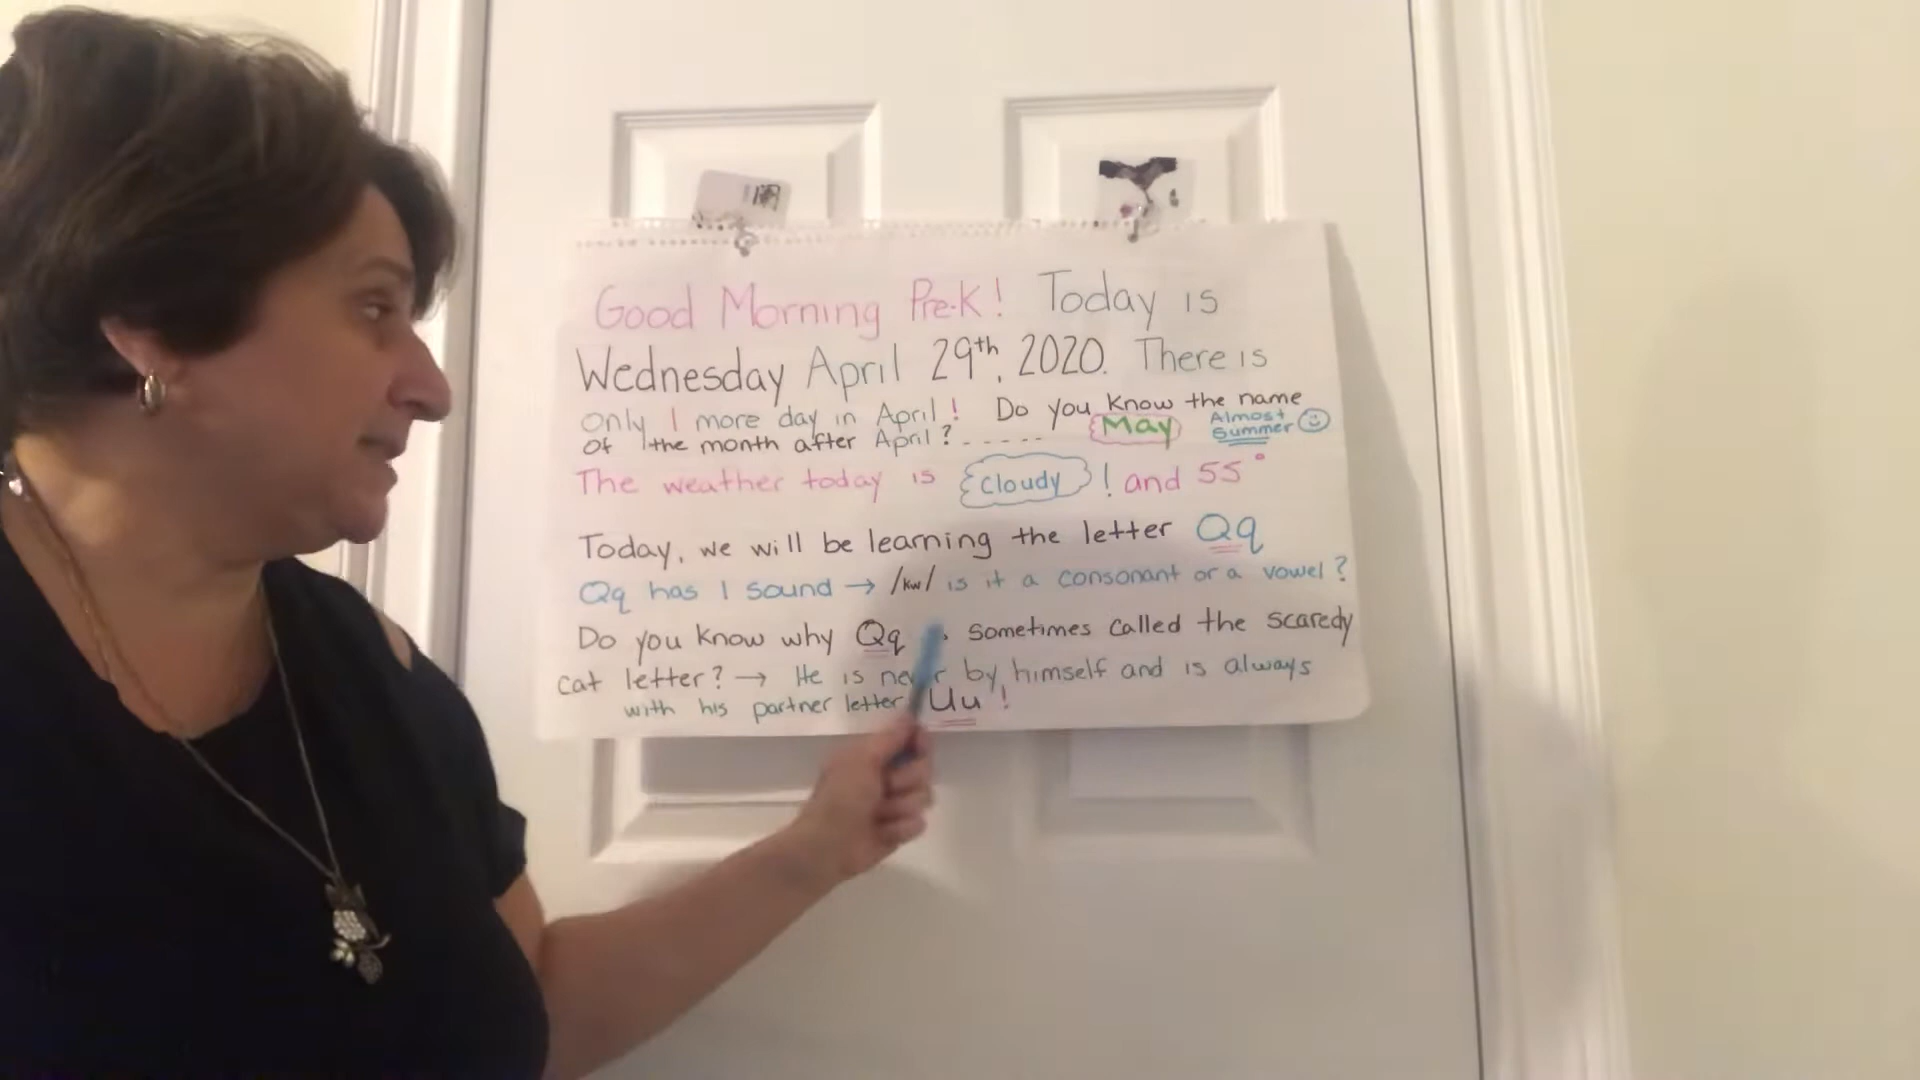 Good Morning Pre-K! Today is
Wednesday April 29th, 2020. There is
only 1 more day in April! Do you know the name
of the month after April? - - - - - May Almost Summer
The weather today is cloudy! and 55°
Today, we will be learning the letter Qq
Qq has 1 sound → /kw/ is it a consonant or a vowel?
Do you know why Qq sometimes called the scaredy
cat letter? → He is never by himself and is always
with his partner letter Uu!